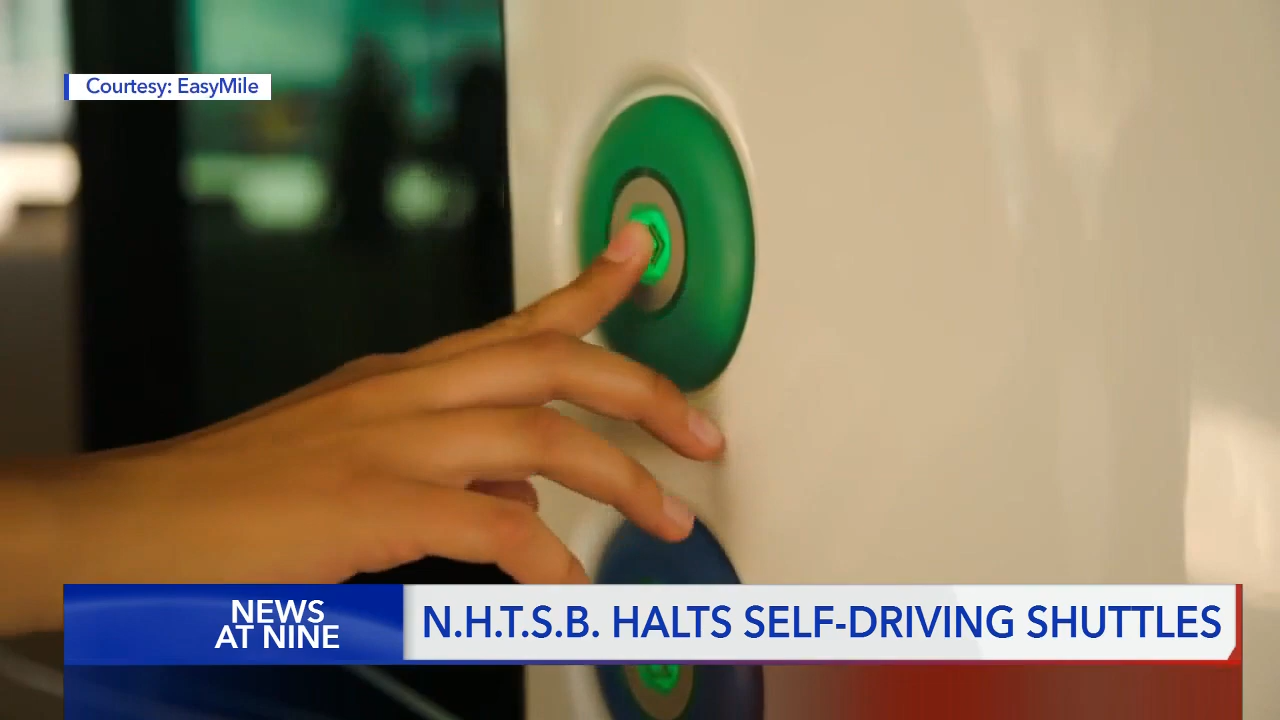 Courtesy: EasyMile
NEWS
AT NINE
N.H.T.S.B. HALTS SELF-DRIVING SHUTTLES